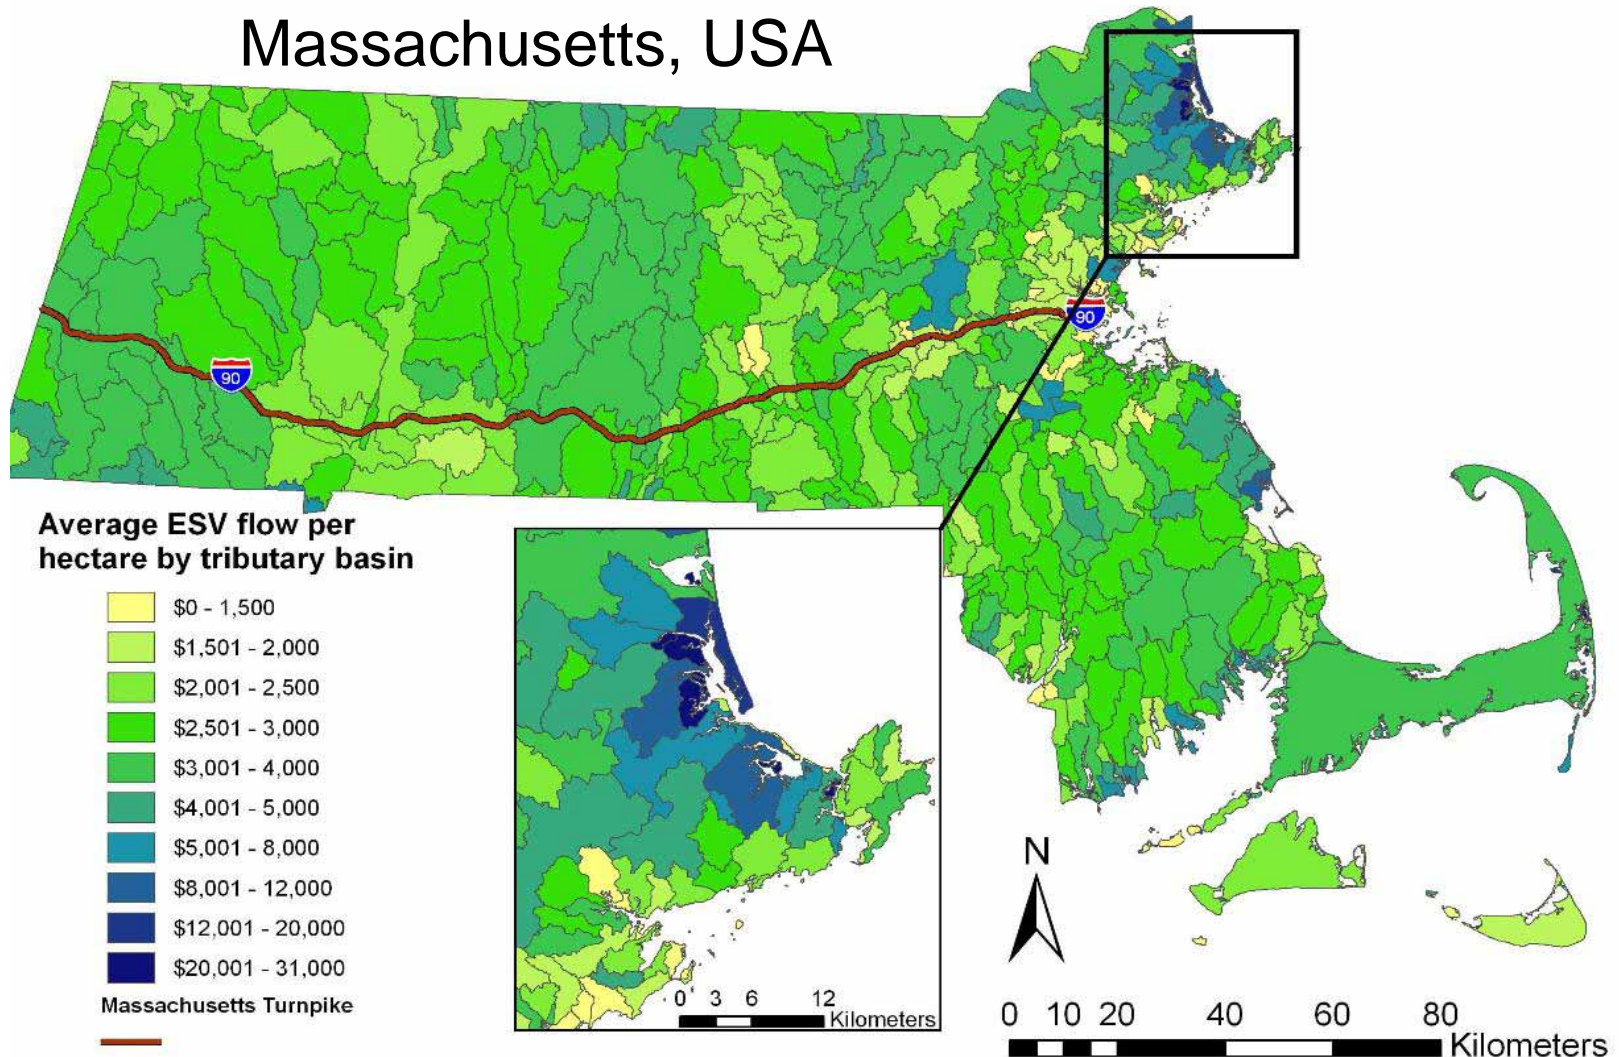 Massachusetts, USA
90
90
Average ESV flow per
hectare by tributary basin
$0 - 1,500
$1,501 - 2,000
$2,001 - 2,500
$2,501 - 3,000
$3,001 - 4,000
$4,001 - 5,000
$5,001 - 8,000
$8,001 - 12,000
$12,001 - 20,000
$20,001 - 31,000
Massachusetts Turnpike
0 3 6 12
Kilometers
N
0 10 20 40 60 80
Kilometers